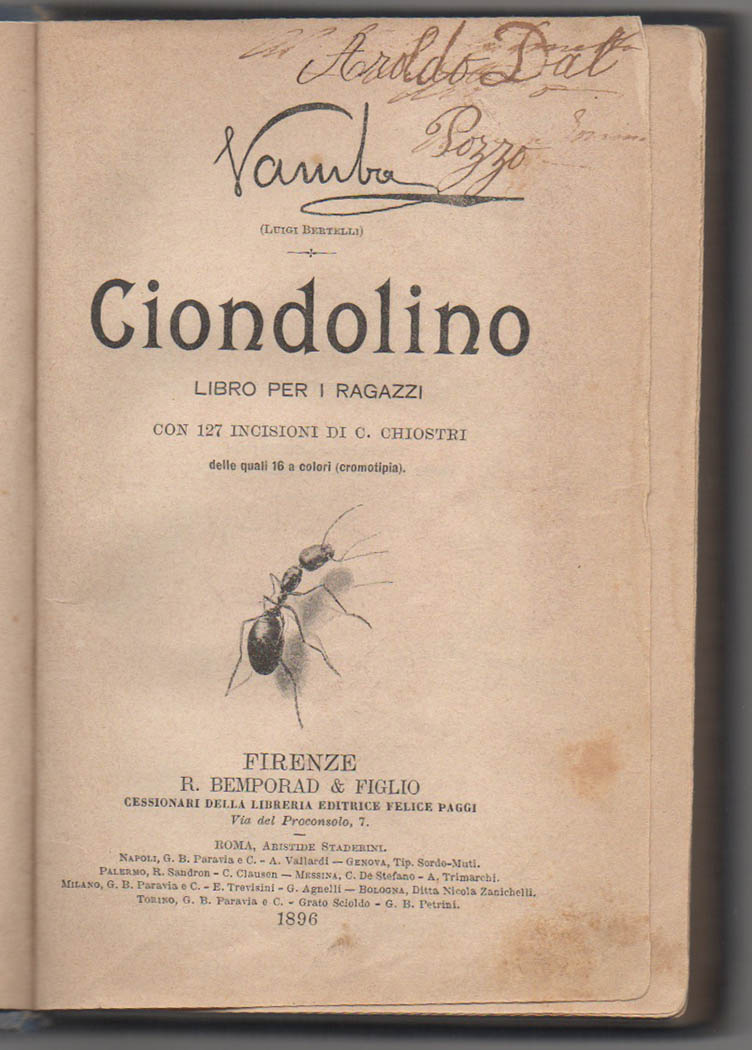 Aroldo Dal
Pozzo
Vamba
(LUIGI BERTELLI)
Ciondolino
LIBRO PER I RAGAZZI
CON 127 INCISIONI DI C. CHIOSTRI
delle quali 16 a colori (cromotipia).
FIRENZE
R. BEMPORAD & FIGLIO
CESSIONARI DELLA LIBRERIA EDITRICE FELICE PAGGI
Via del Proconsolo, 7.
ROMA, ARISTIDE STADERINI.
NAPOLI, G. B. Paravia e C. - A. Vallardi — GENOVA, Tip. Sordo-Muti.
PALERMO, R. Sandron - C. Clausen — MESSINA, C. De Stefano - A. Trimarchi.
MILANO, G. B. Paravia e C. - E. Trevisini - G. Agnelli — BOLOGNA, Ditta Nicola Zanichelli.
TORINO, G. B. Paravia e C. - Grato Scioldo - G. B. Petrini.
1896